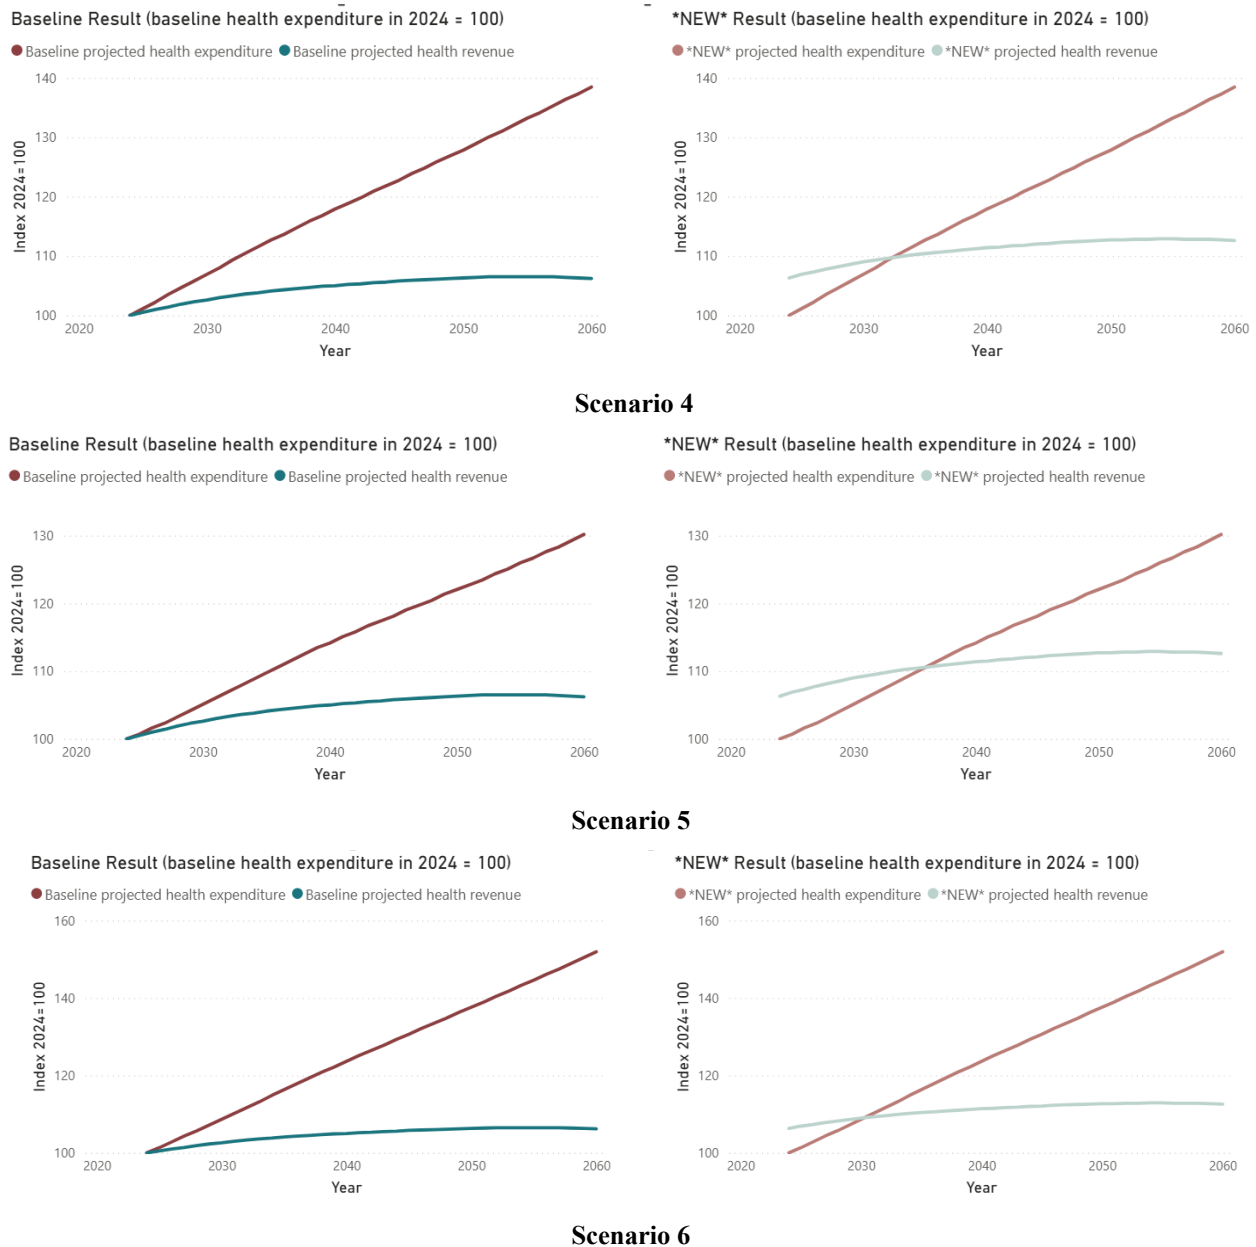 Baseline Result (baseline health expenditure in 2024 = 100)
Baseline projected health expenditure Baseline projected health revenue
140
130
120
110
100
Index 2024=100
2020 2030 2040 2050 2060
Year
*NEW* Result (baseline health expenditure in 2024 = 100)
*NEW* projected health expenditure *NEW* projected health revenue
140
130
120
110
100
Index 2024=100
2020 2030 2040 2050 2060
Year
Scenario 4
Baseline Result (baseline health expenditure in 2024 = 100)
Baseline projected health expenditure Baseline projected health revenue
130
120
110
100
Index 2024=100
2020 2030 2040 2050 2060
Year
*NEW* Result (baseline health expenditure in 2024 = 100)
*NEW* projected health expenditure *NEW* projected health revenue
130
120
110
100
Index 2024=100
2020 2030 2040 2050 2060
Year
Scenario 5
Baseline Result (baseline health expenditure in 2024 = 100)
Baseline projected health expenditure Baseline projected health revenue
160
140
120
100
Index 2024=100
2020 2030 2040 2050 2060
Year
*NEW* Result (baseline health expenditure in 2024 = 100)
*NEW* projected health expenditure *NEW* projected health revenue
160
140
120
100
Index 2024=100
2020 2030 2040 2050 2060
Year
Scenario 6